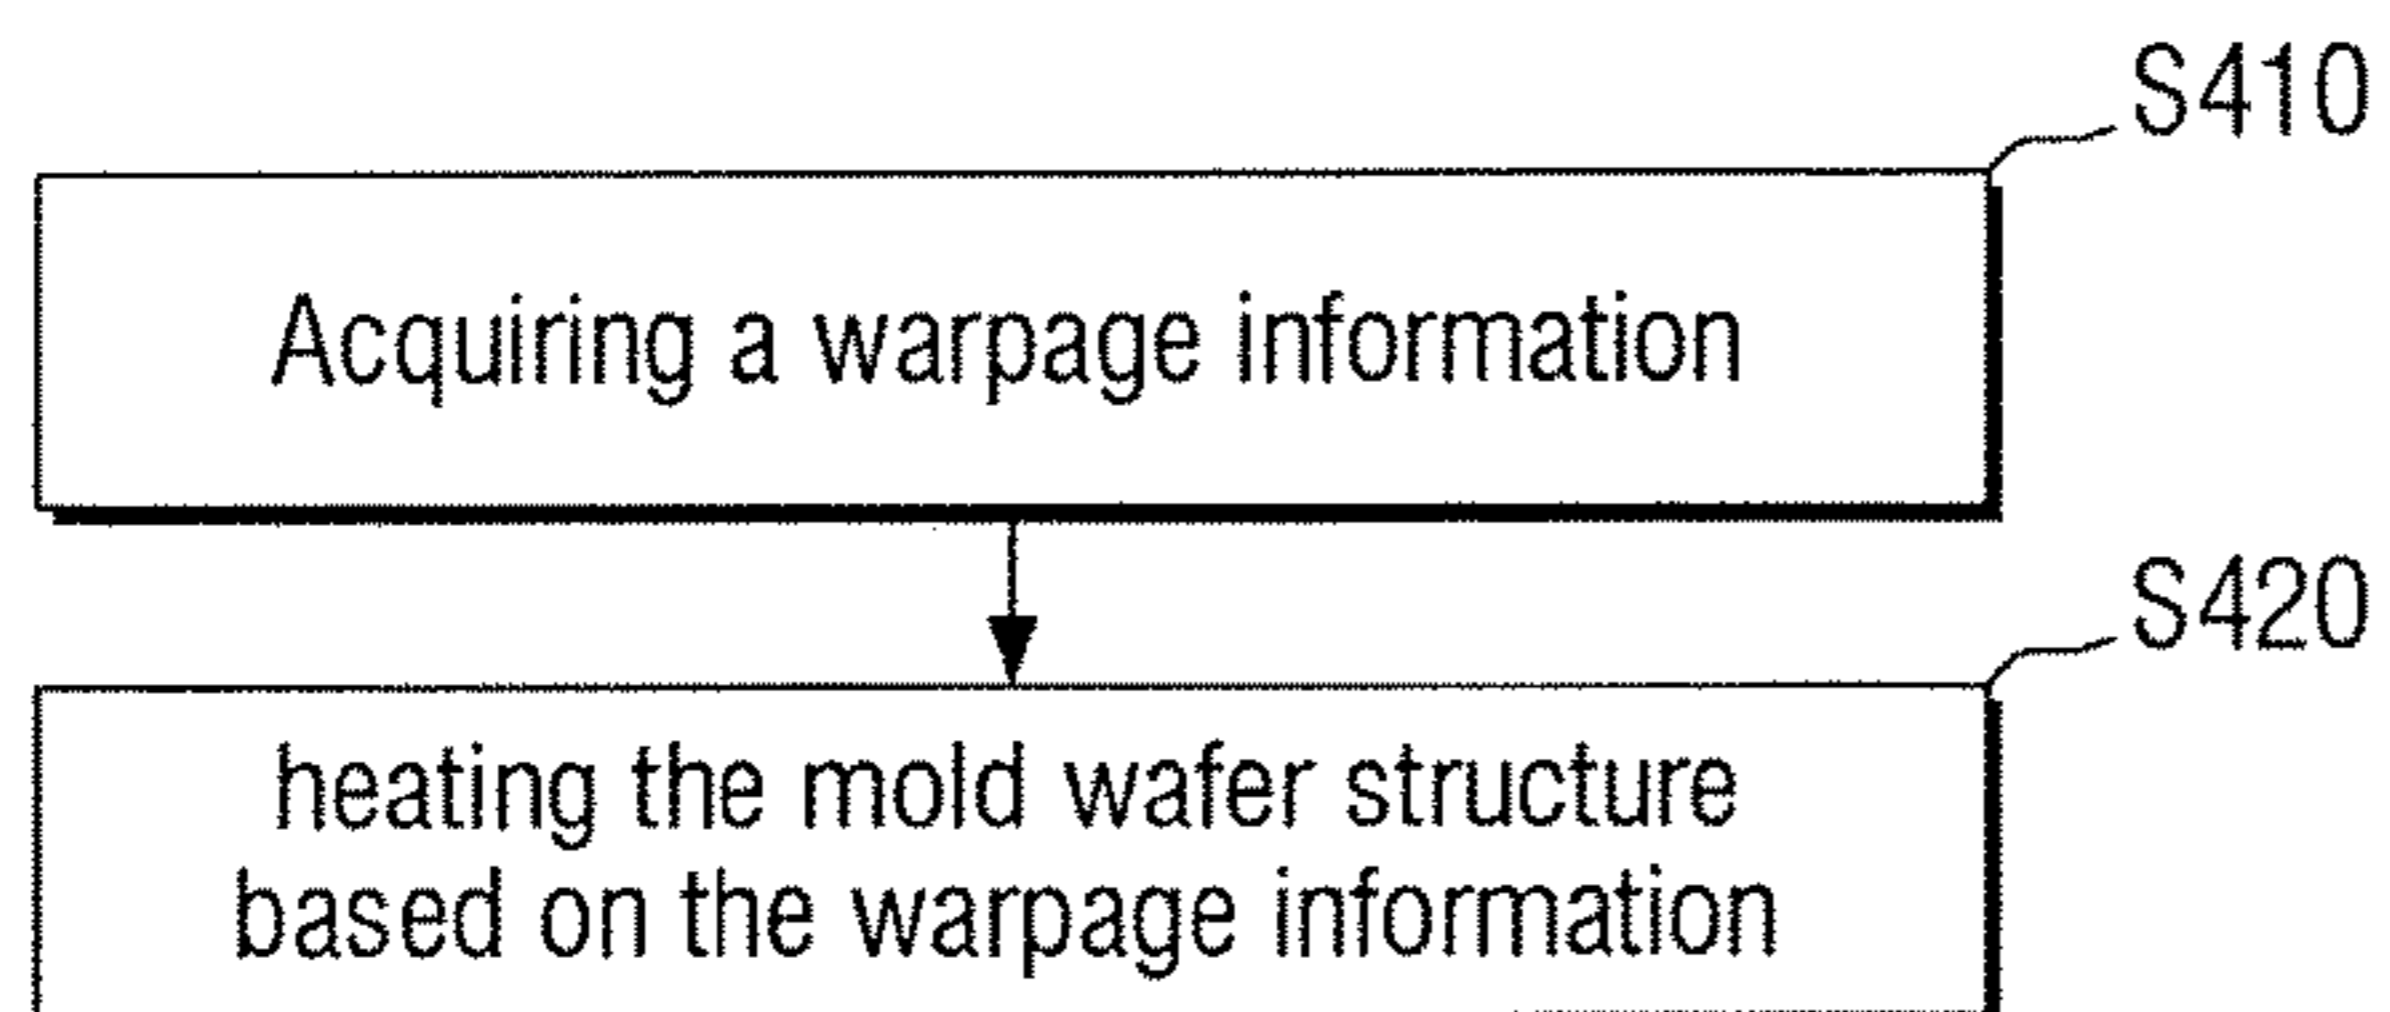 S410
Acquiring a warpage information
S420
heating the mold wafer structure
based on the warpage information